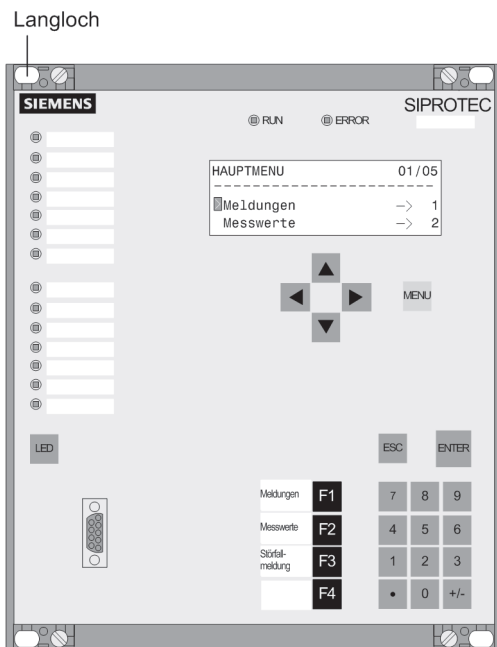 Langloch
SIEMENS
SIPROTEC
RUN
ERROR
HAUPTMENU 01/05
--------------------
Meldungen —> 1
Messwerte —> 2
MENU
LED
ESC
ENTER
Meldungen F1
7 8 9
Messwerte F2
4 5 6
Störfall-
meldung F3
1 2 3
F4
• 0 +/-